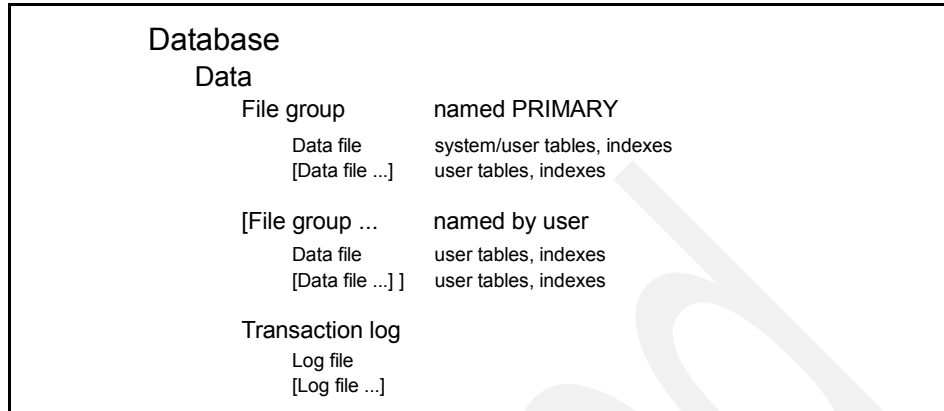 Database
Data
File group named PRIMARY
Data file system/user tables, indexes
[Data file ...] user tables, indexes
[File group ... named by user
Data file user tables, indexes
[Data file ...] ] user tables, indexes
Transaction log
Log file
[Log file ...]